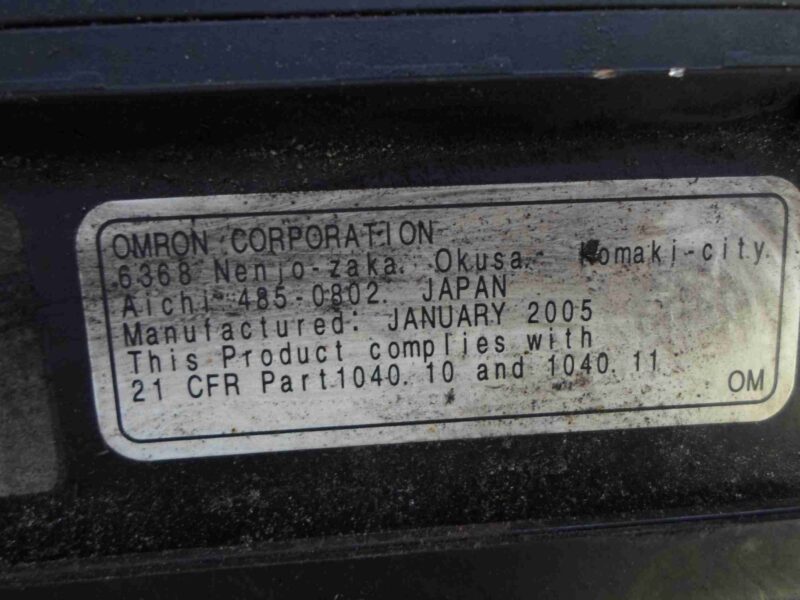 OMRON CORPORATION
6368 Nenjo-zaka. Okusa. Komaki-city.
Aichi 485-0802. JAPAN
Manufactured: JANUARY 2005
This Product complies with
21 CFR Part1040.10 and 1040.11
OM